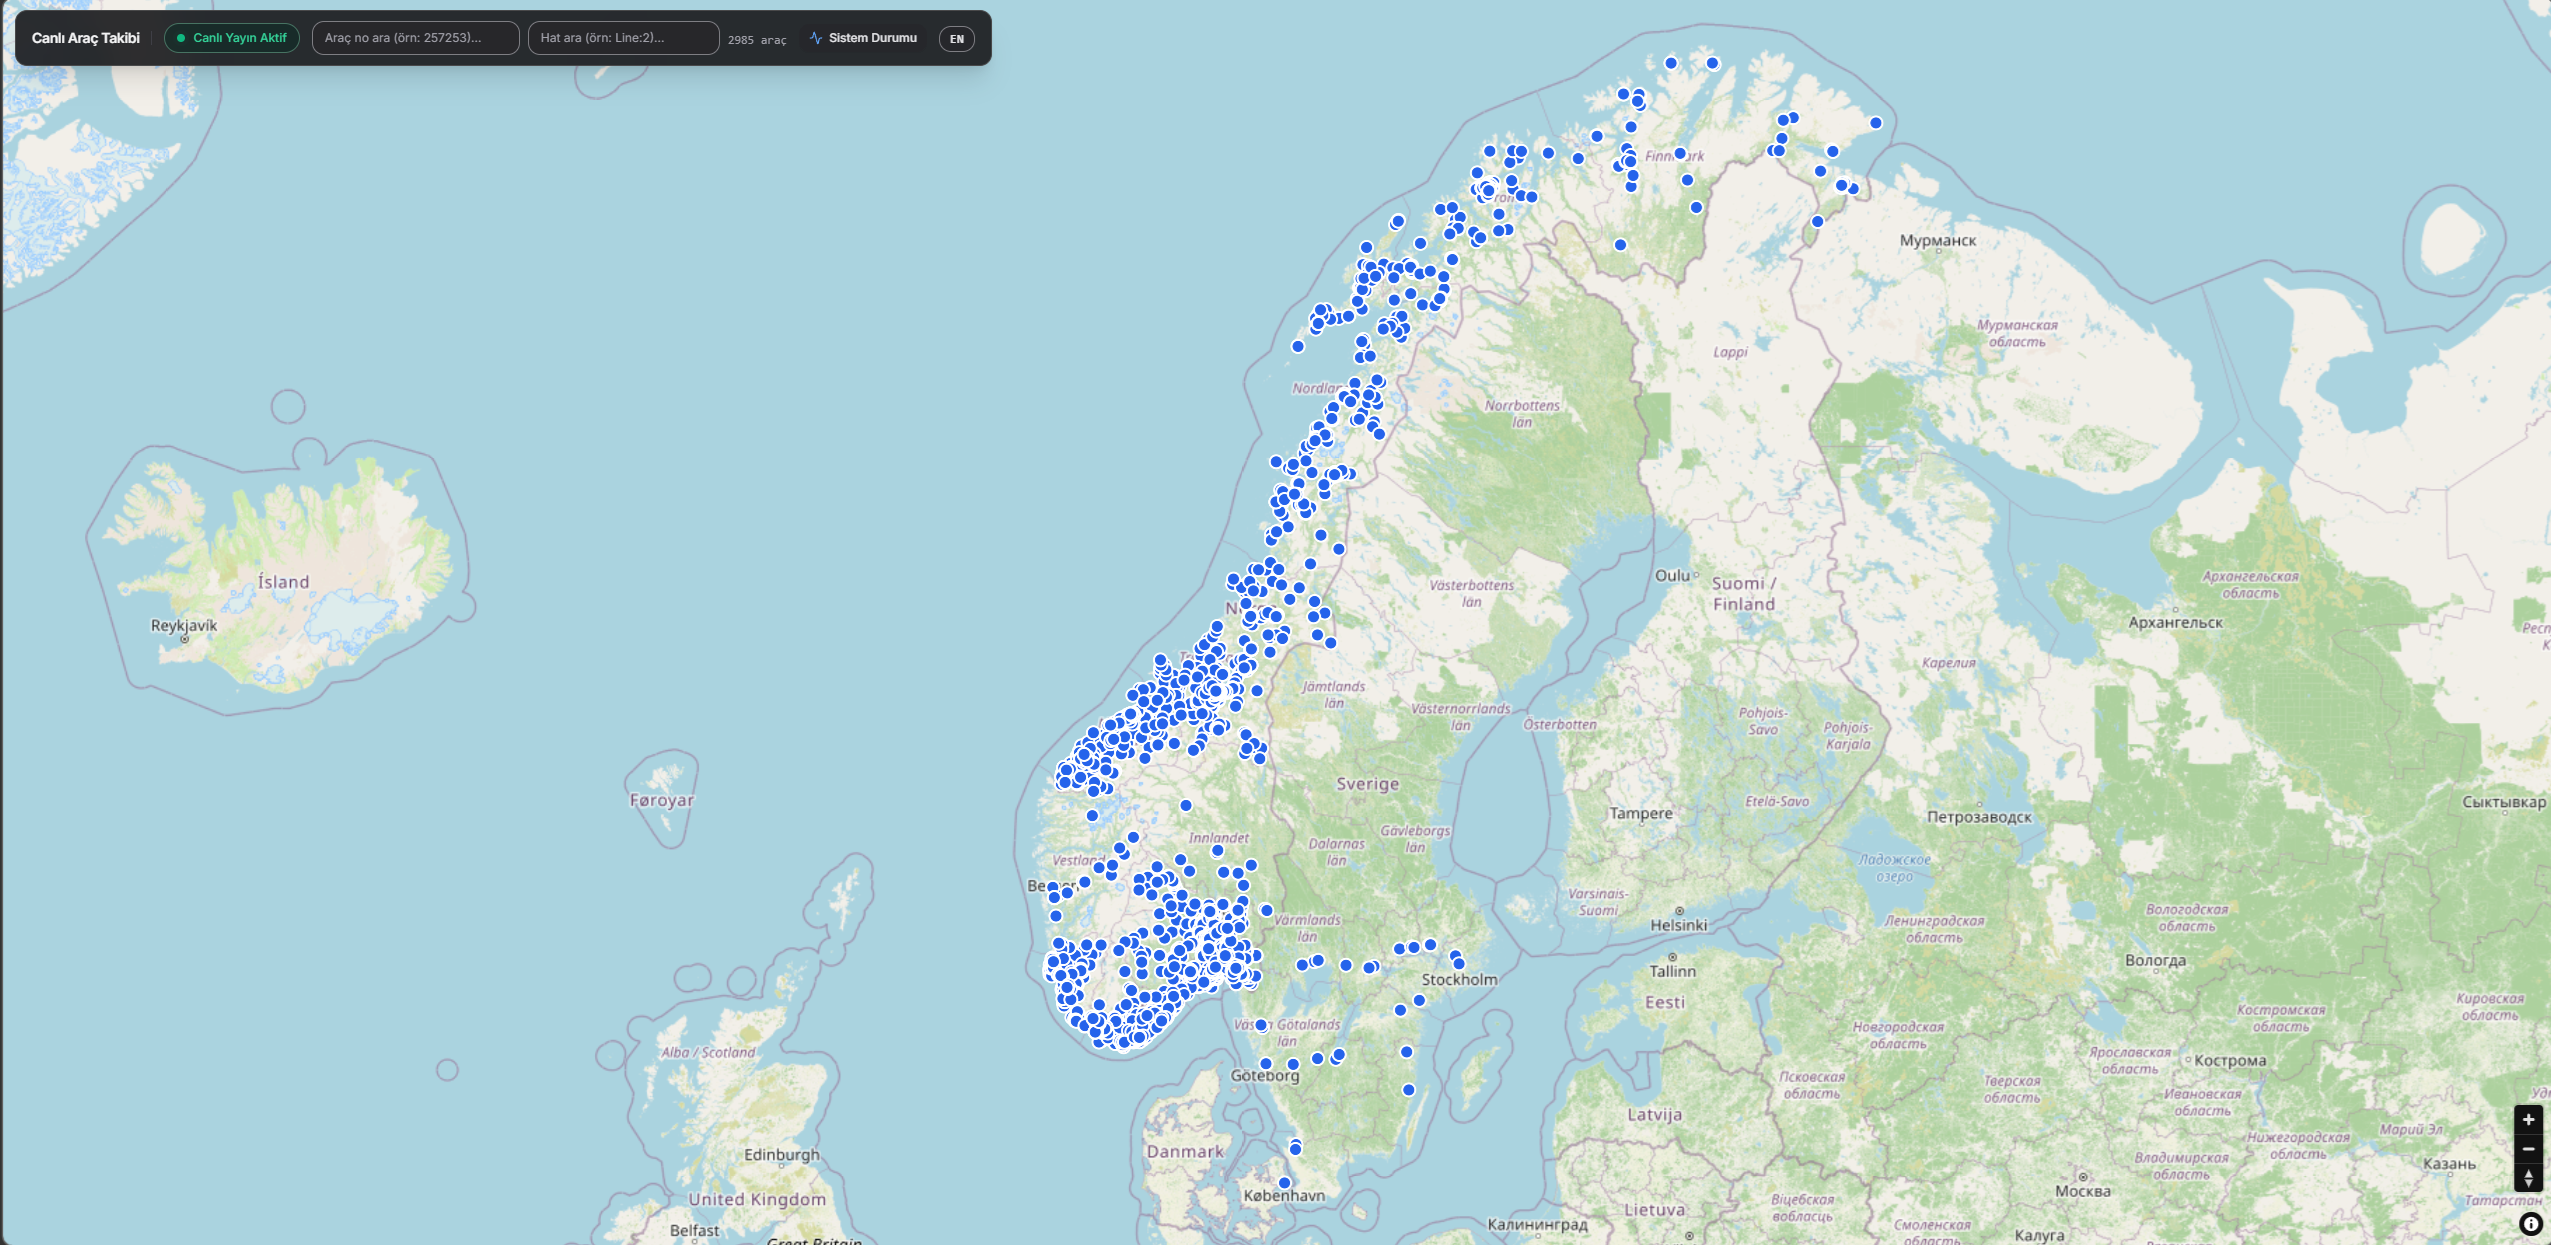 Canlı Araç Takibi
Canlı Yayın Aktif
Araç no ara (örn: 257253)...
Hat ara (örn: Line:2)...
2985 araç
Sistem Durumu
EN
Мурманск
Мурманская
область
Lappi
Norrbottens
län
Ísland
Reykjavík
Oulu
Suomi /
Finland
Västerbottens
län
Архангельская
область
Архангельск
Карелия
Jämtlands
län
Västernorrlands
län
Österbotten
Pohjois-
Savo
Pohjois-
Karjala
Føroyar
Sverige
Tampere
Etelä-Savo
Петрозаводск
Сыктывкар
Innlandet
Dalarnas
län
Gävleborgs
län
Vestland
Ладожское
озеро
Varsinais-
Suomi
Helsinki
Värmlands
län
Ленинградская
область
Вологодская
область
Вологда
Stockholm
Tallinn
Eesti
Кировская
область
Костромская
область
Новгородская
область
Götalands
län
Alba / Scotland
Ярославская
область
Кострома
Göteborg
Псковская
область
Тверская
область
Ивановская
область
Latvija
Марий Эл
Нижегородская
область
Danmark
Edinburgh
Владимирская
область
Казань
København
Москва
United Kingdom
Віцебская
вобласць
Lietuva
Татарстан
Belfast
Калининград
Смоленская
область
Калуга
Great Britain